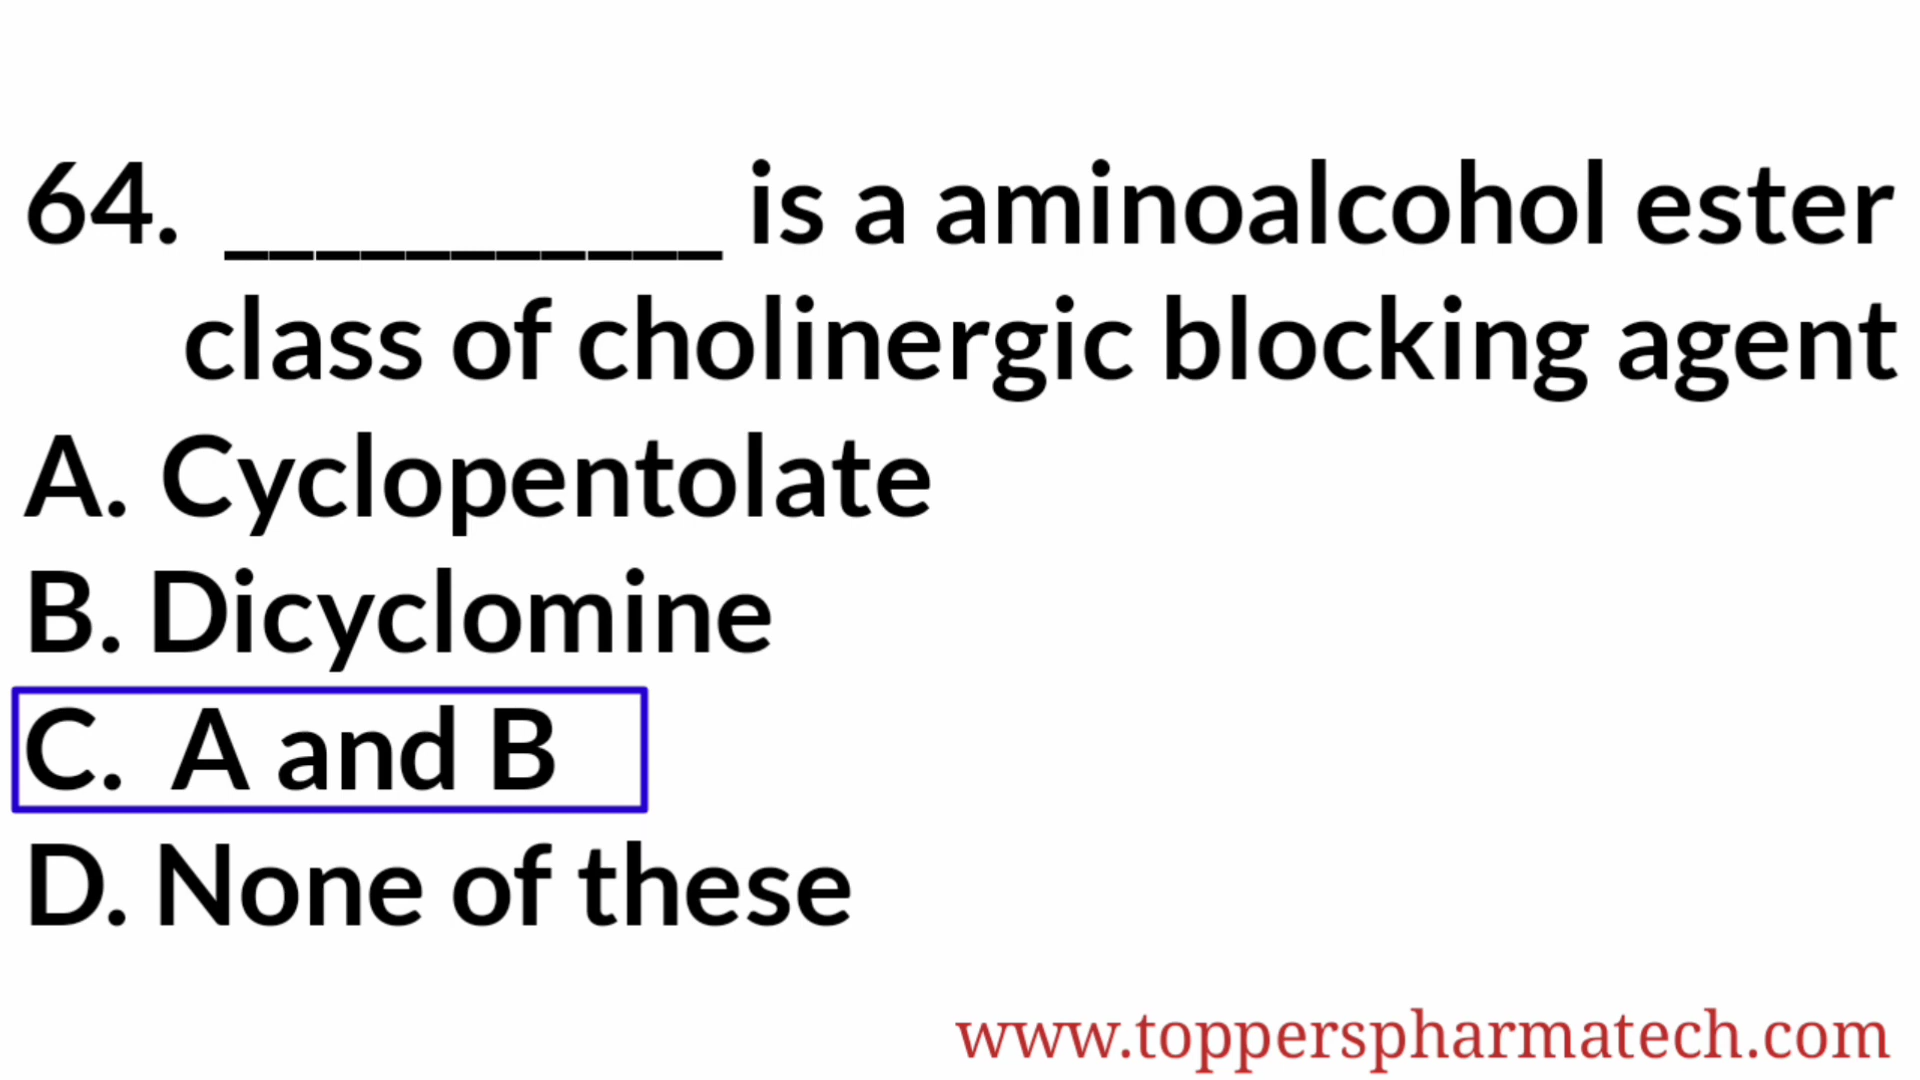 64. ___________ is a aminoalcohol ester
class of cholinergic blocking agent
A. Cyclopentolate
B. Dicyclomine
C. A and B
D. None of these
www.topperspharmatech.com